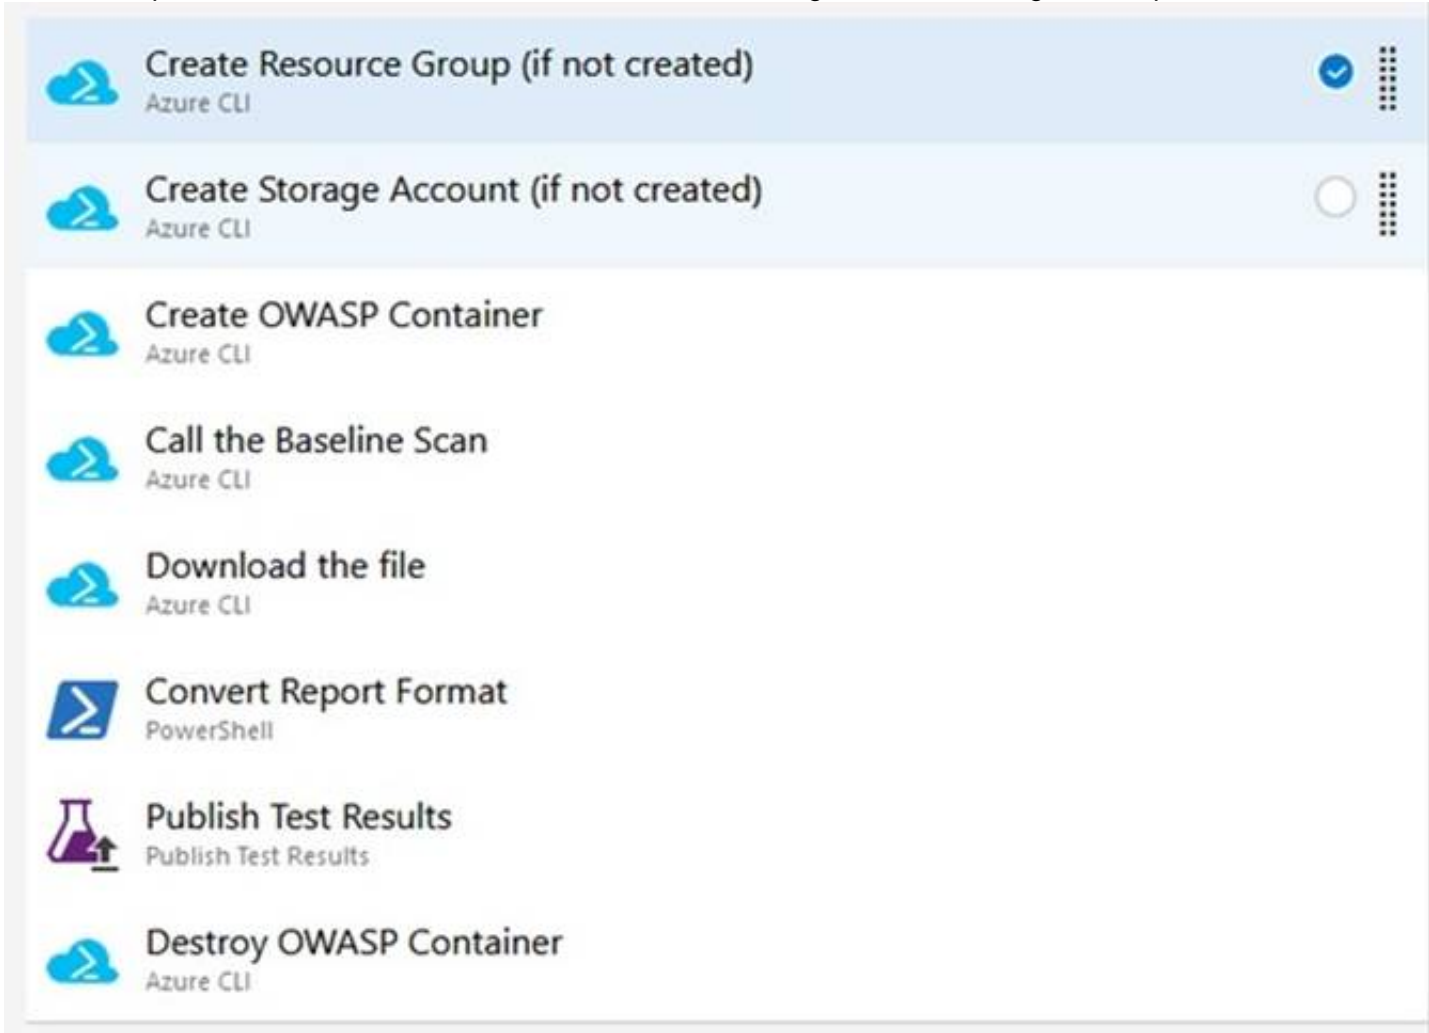 Create Resource Group (if not created)
Azure CLI
Create Storage Account (if not created)
Azure CLI
Create OWASP Container
Azure CLI
Call the Baseline Scan
Azure CLI
Download the file
Azure CLI
Convert Report Format
PowerShell
Publish Test Results
Publish Test Results
Destroy OWASP Container
Azure CLI